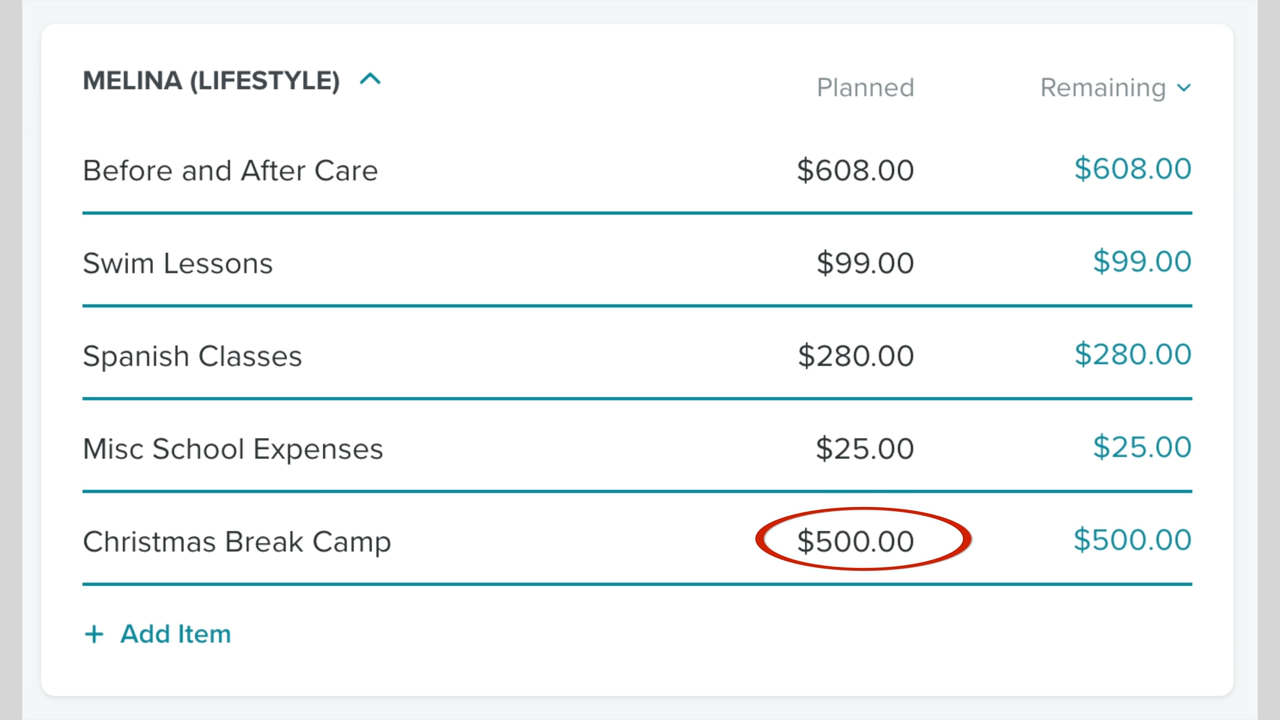 MELINA (LIFESTYLE) Planned Remaining
Before and After Care $608.00 $608.00
Swim Lessons $99.00 $99.00
Spanish Classes $280.00 $280.00
Misc School Expenses $25.00 $25.00
Christmas Break Camp $500.00 $500.00
+ Add Item